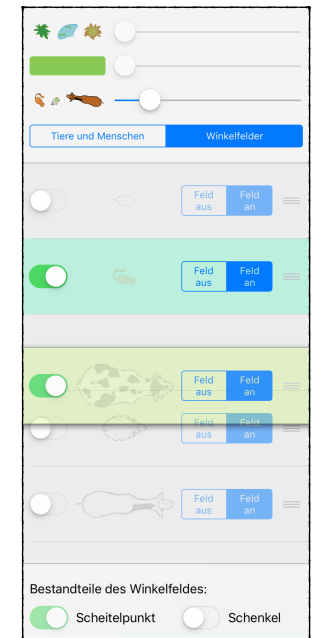 Tiere und Menschen Winkelfelder
Feld Feld
aus an
Feld Feld
aus an
Feld Feld
aus an
Feld Feld
aus an
Feld Feld
aus an
Bestandteile des Winkelfeldes:
Scheitelpunkt Schenkel